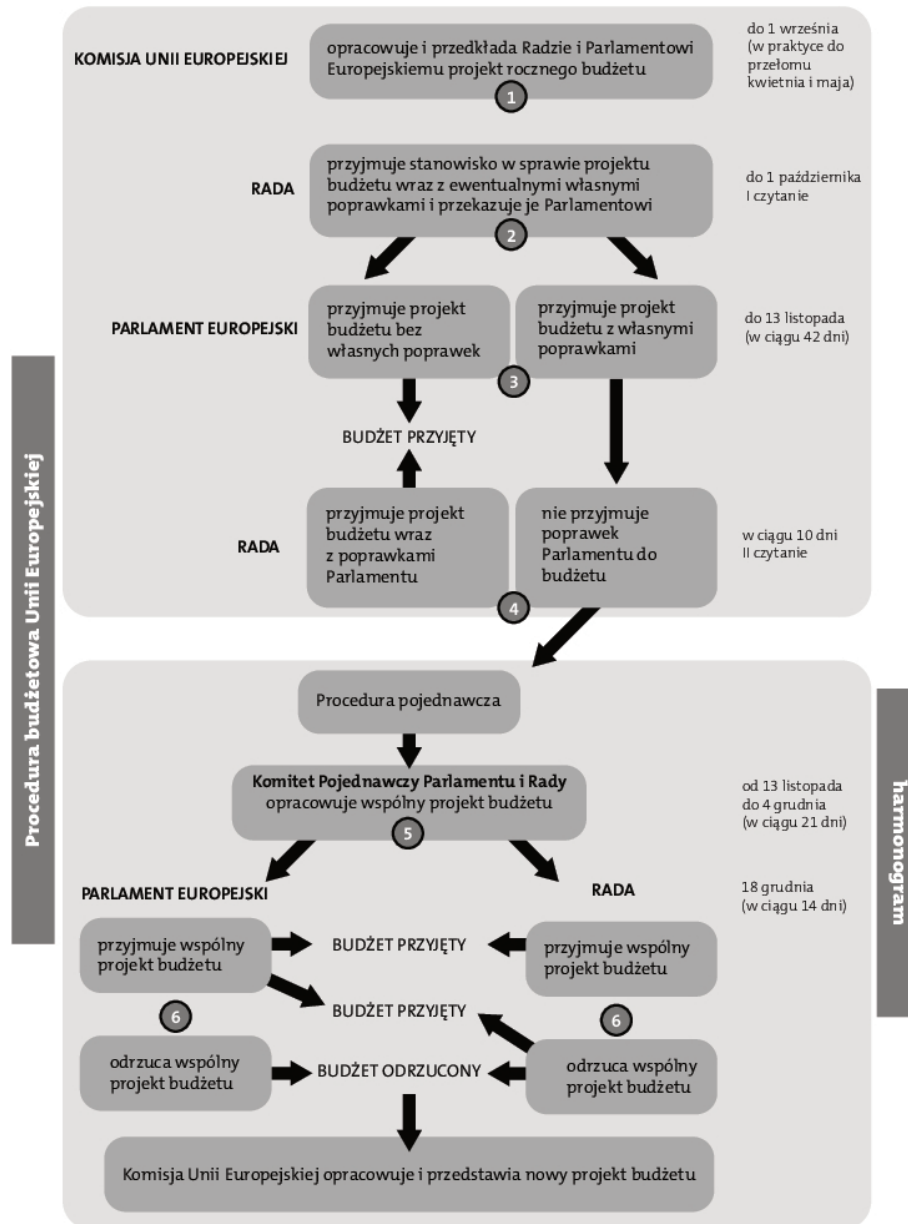 KOMISJA UNII EUROPEJSKIEJ
opracowuje i przedkłada Radzie i Parlamentowi
Europejskiemu projekt rocznego budżetu
1
do 1 września
(w praktyce do
przełomu
kwietnia i maja)
RADA
przyjmuje stanowisko w sprawie projektu
budżetu wraz z ewentualnymi własnymi
poprawkami i przekazuje je Parlamentowi
2
do 1 października
I czytanie
PARLAMENT EUROPEJSKI
przyjmuje projekt
budżetu bez
własnych poprawek
przyjmuje projekt
budżetu z własnymi
poprawkami
3
do 13 listopada
(w ciągu 42 dni)
BUDŻET PRZYJĘTY
RADA
przyjmuje projekt
budżetu wraz
z poprawkami
Parlamentu
nie przyjmuje
poprawek
Parlamentu do
budżetu
4
w ciągu 10 dni
II czytanie
Procedura budżetowa Unii Europejskiej
Procedura pojednawcza
Komitet Pojednawczy Parlamentu i Rady
opracowuje wspólny projekt budżetu
5
od 13 listopada
do 4 grudnia
(w ciągu 21 dni)
harmonogram
PARLAMENT EUROPEJSKI
RADA
18 grudnia
(w ciągu 14 dni)
przyjmuje wspólny
projekt budżetu
BUDŻET PRZYJĘTY
przyjmuje wspólny
projekt budżetu
6
BUDŻET PRZYJĘTY
6
odrzuca wspólny
projekt budżetu
BUDŻET ODRZUCONY
odrzuca wspólny
projekt budżetu
Komisja Unii Europejskiej opracowuje i przedstawia nowy projekt budżetu